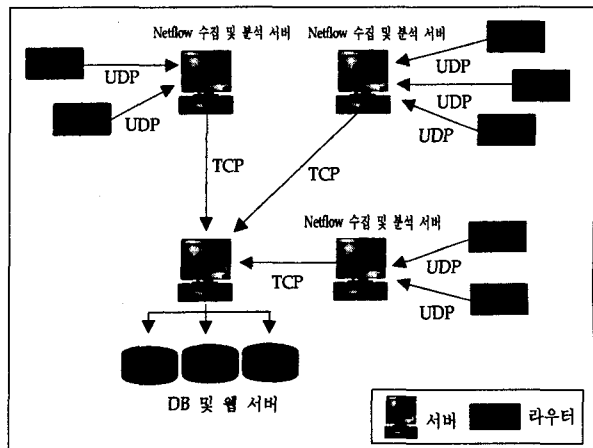 Netflow 수집 및 분석 서버
Netflow 수집 및 분석 서버
UDP
UDP
UDP
UDP
UDP
TCP
TCP
Netflow 수집 및 분석 서버
TCP
UDP
UDP
DB 및 웹 서버
서버
라우터